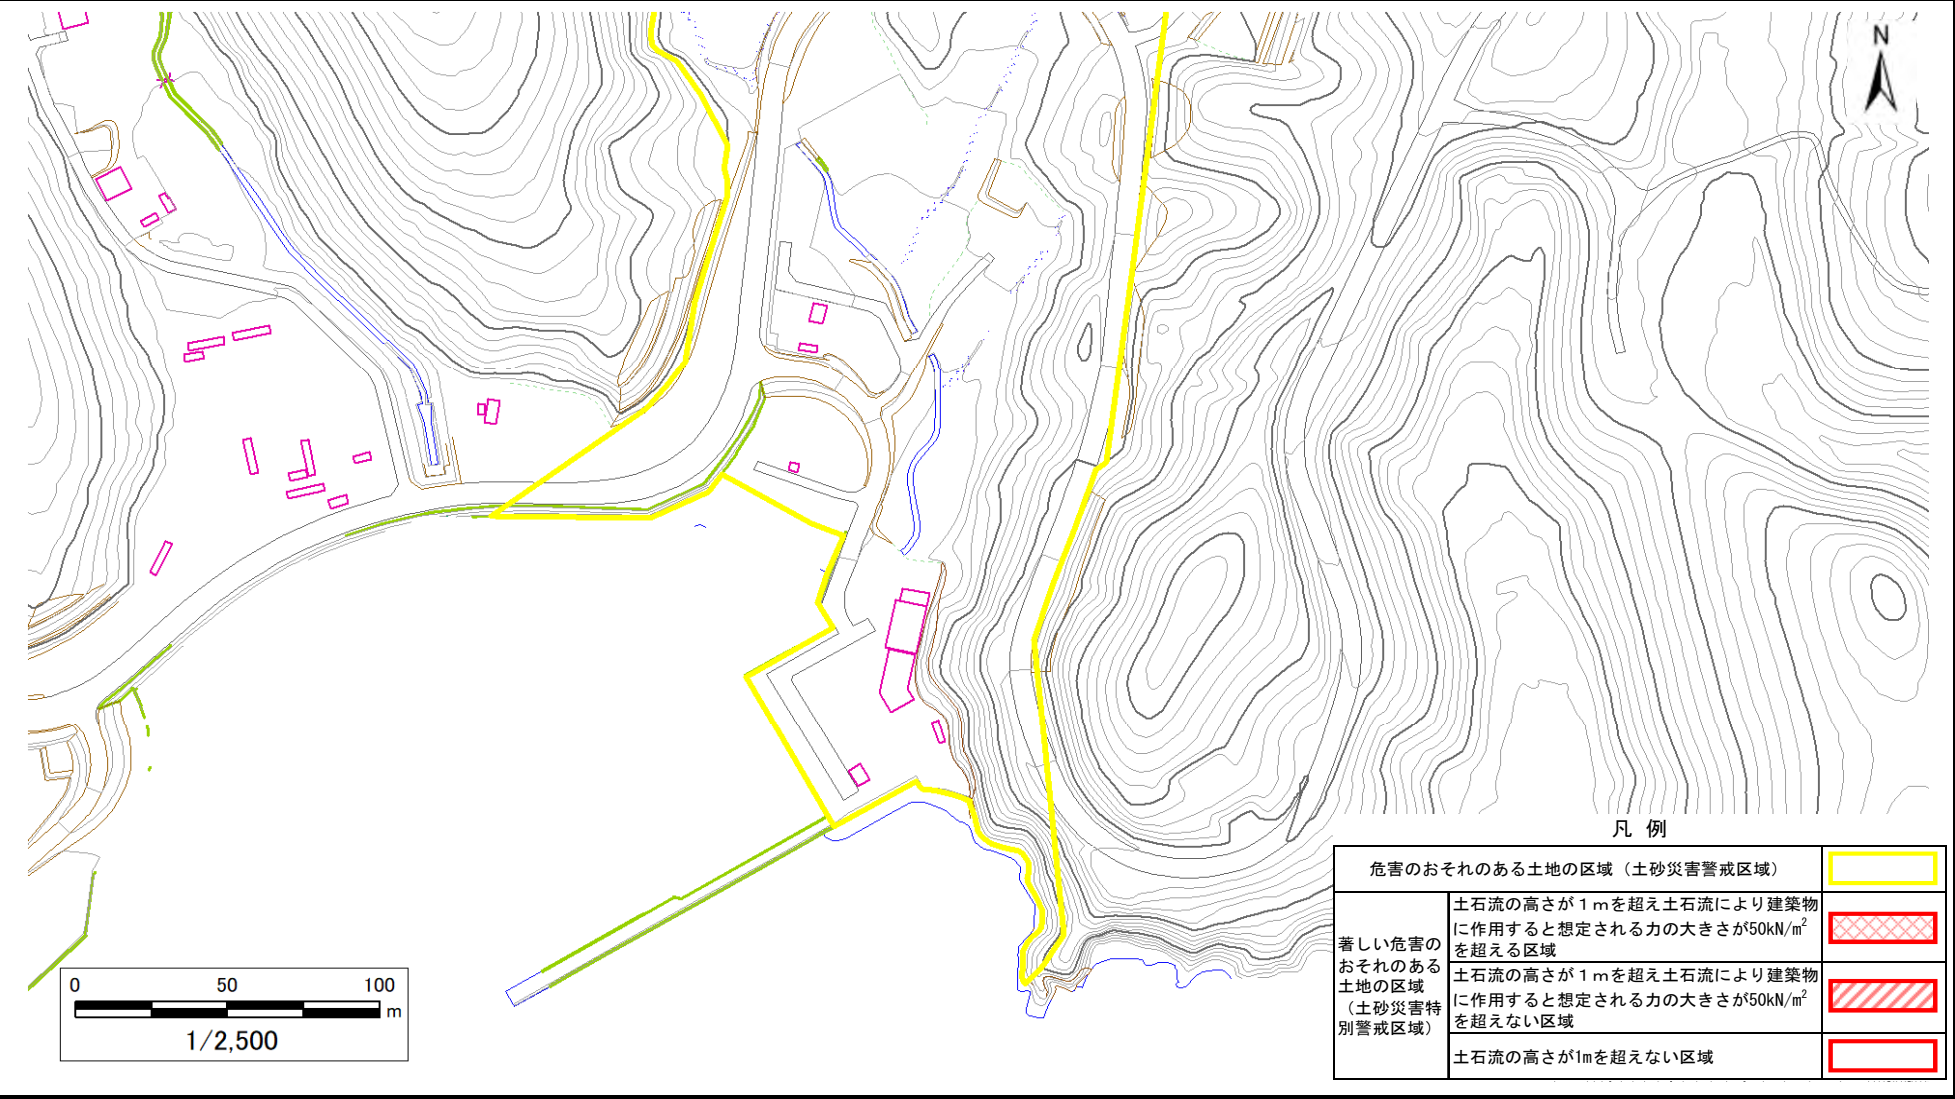 N
凡 例
危害のおそれのある土地の区域（土砂災害警戒区域）
著しい危害の
おそれのある
土地の区域
（土砂災害特
別警戒区域）
土石流の高さが１ｍを超え土石流により建築物
に作用すると想定される力の大きさが50kN/㎡
を超える区域
土石流の高さが１ｍを超え土石流により建築物
に作用すると想定される力の大きさが50kN/㎡
を超えない区域
土石流の高さが1mを超えない区域
0 50 100
m
1/2,500